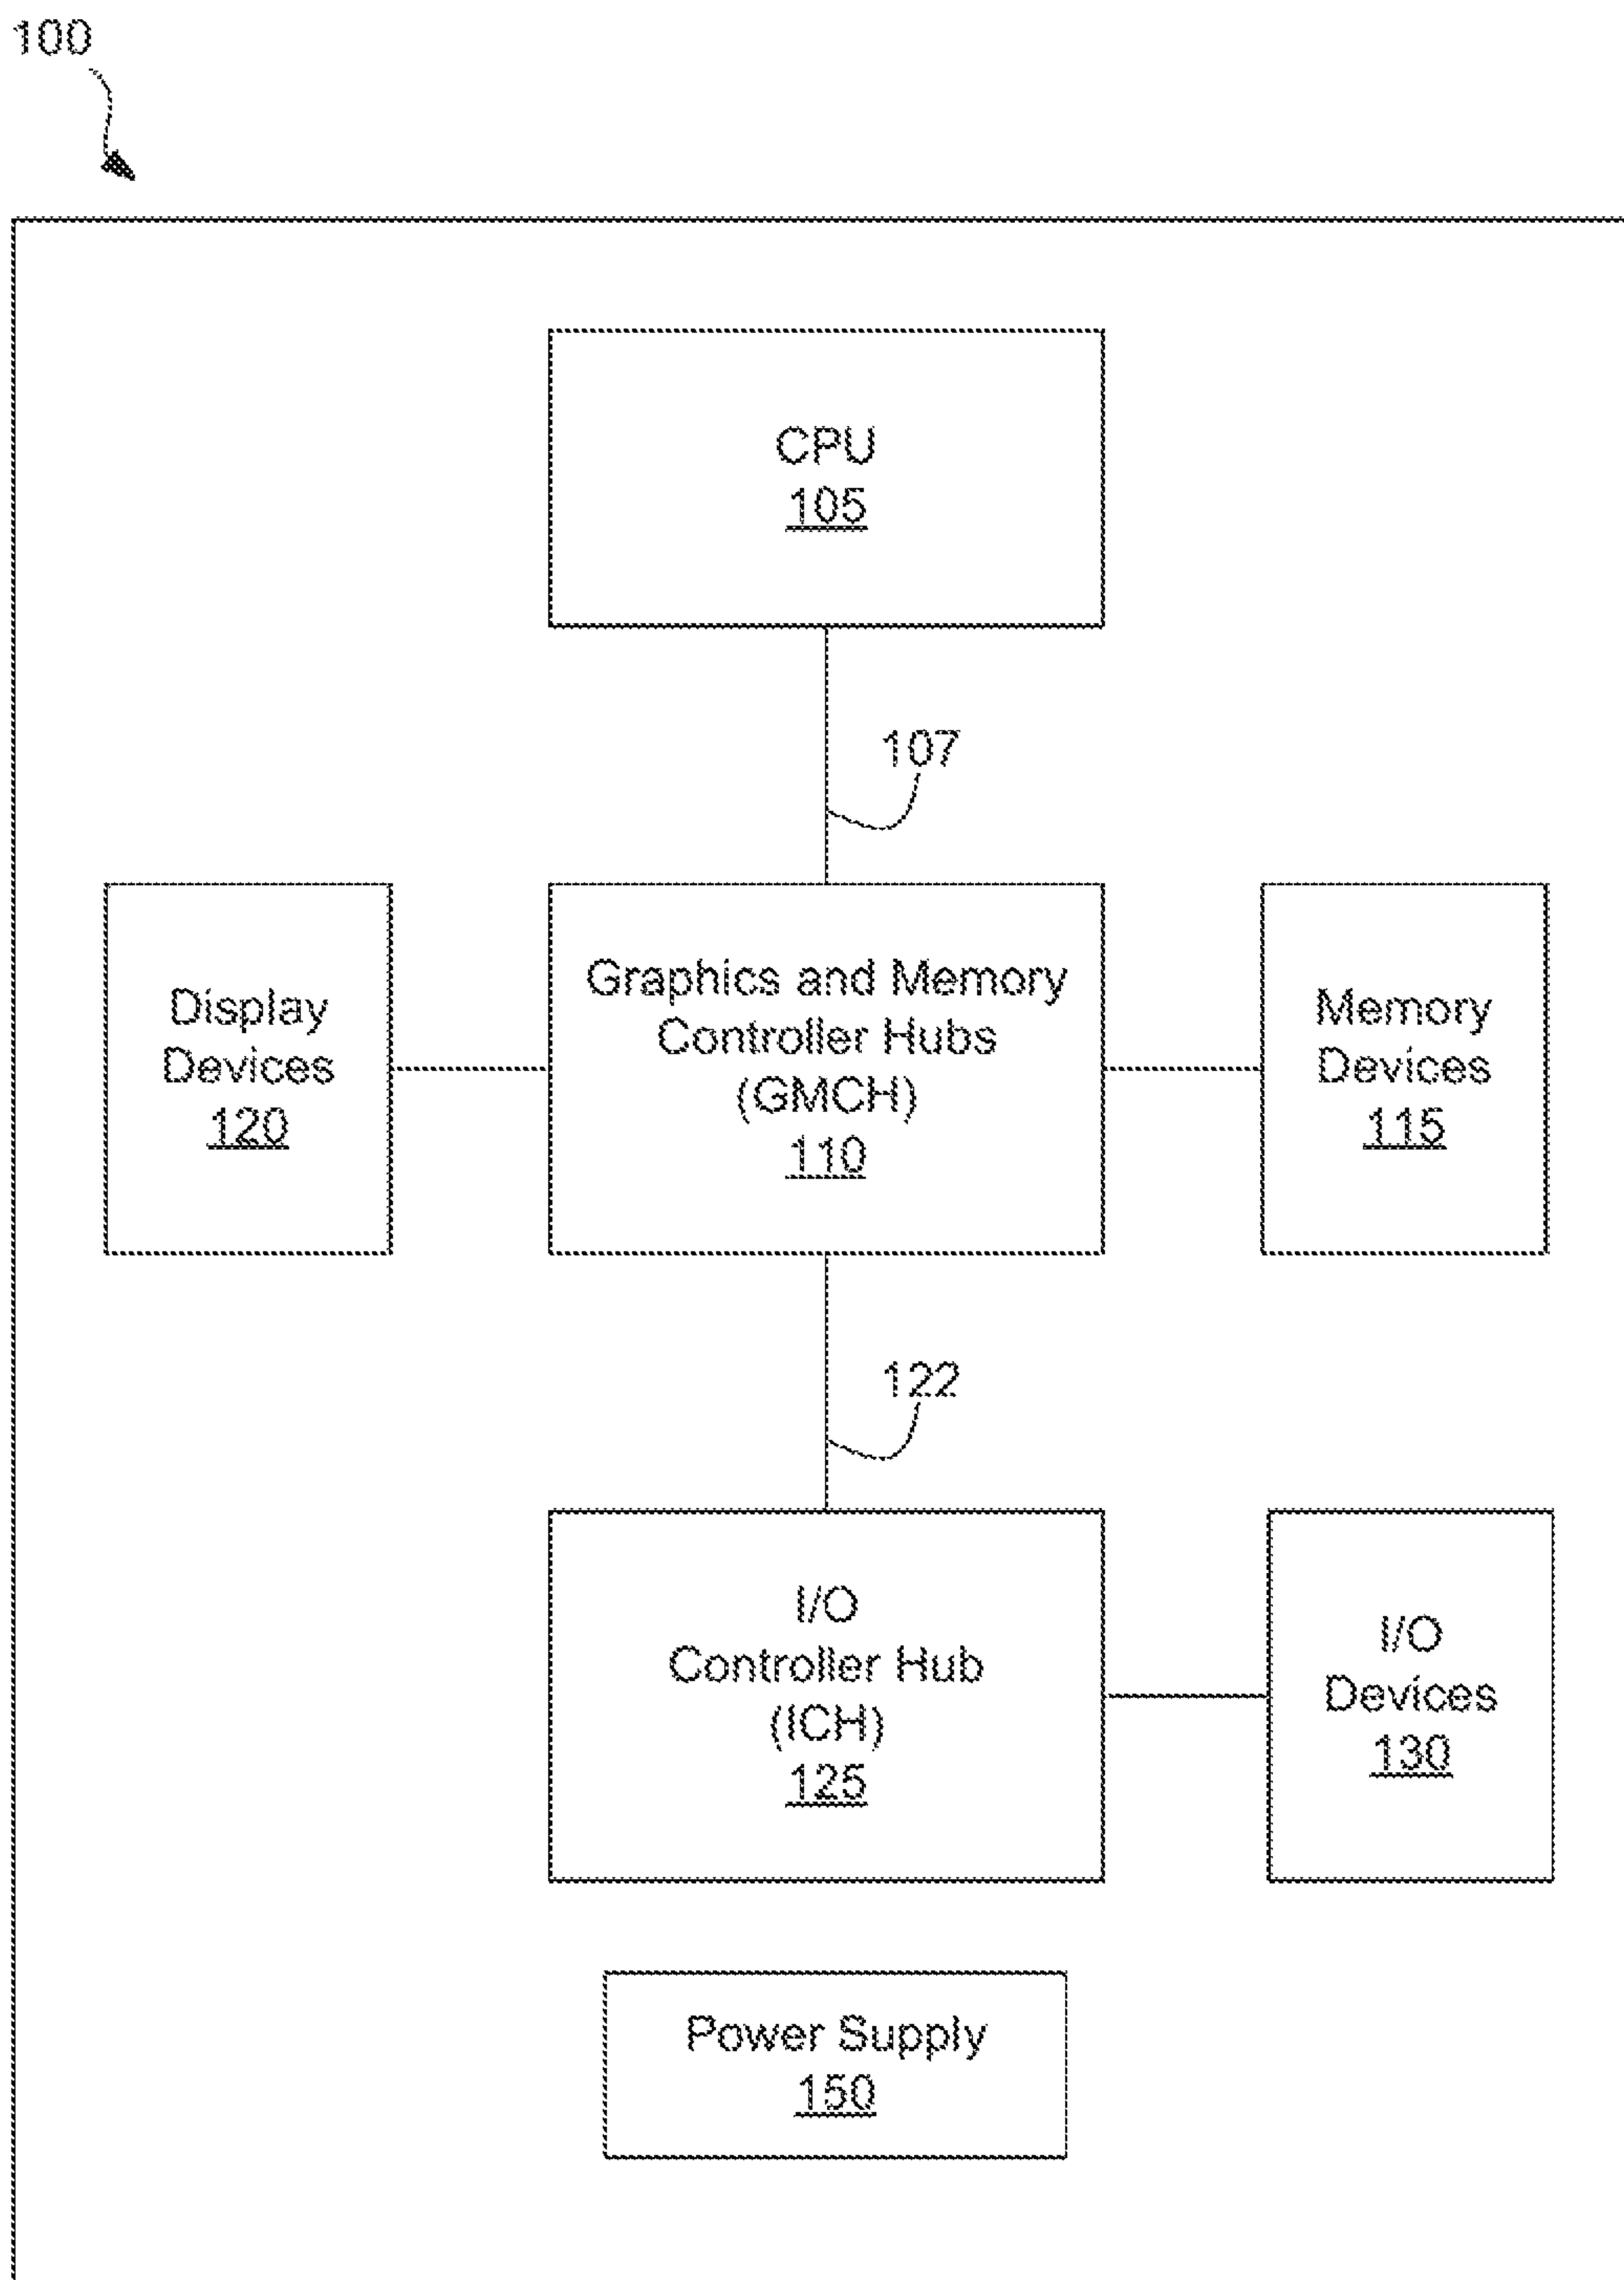 100
CPU
105
107
Display
Devices
120
Graphics and Memory
Controller Hubs
(GMCH)
110
Memory
Devices
115
122
I/O
Controller Hub
(ICH)
125
I/O
Devices
130
Power Supply
150